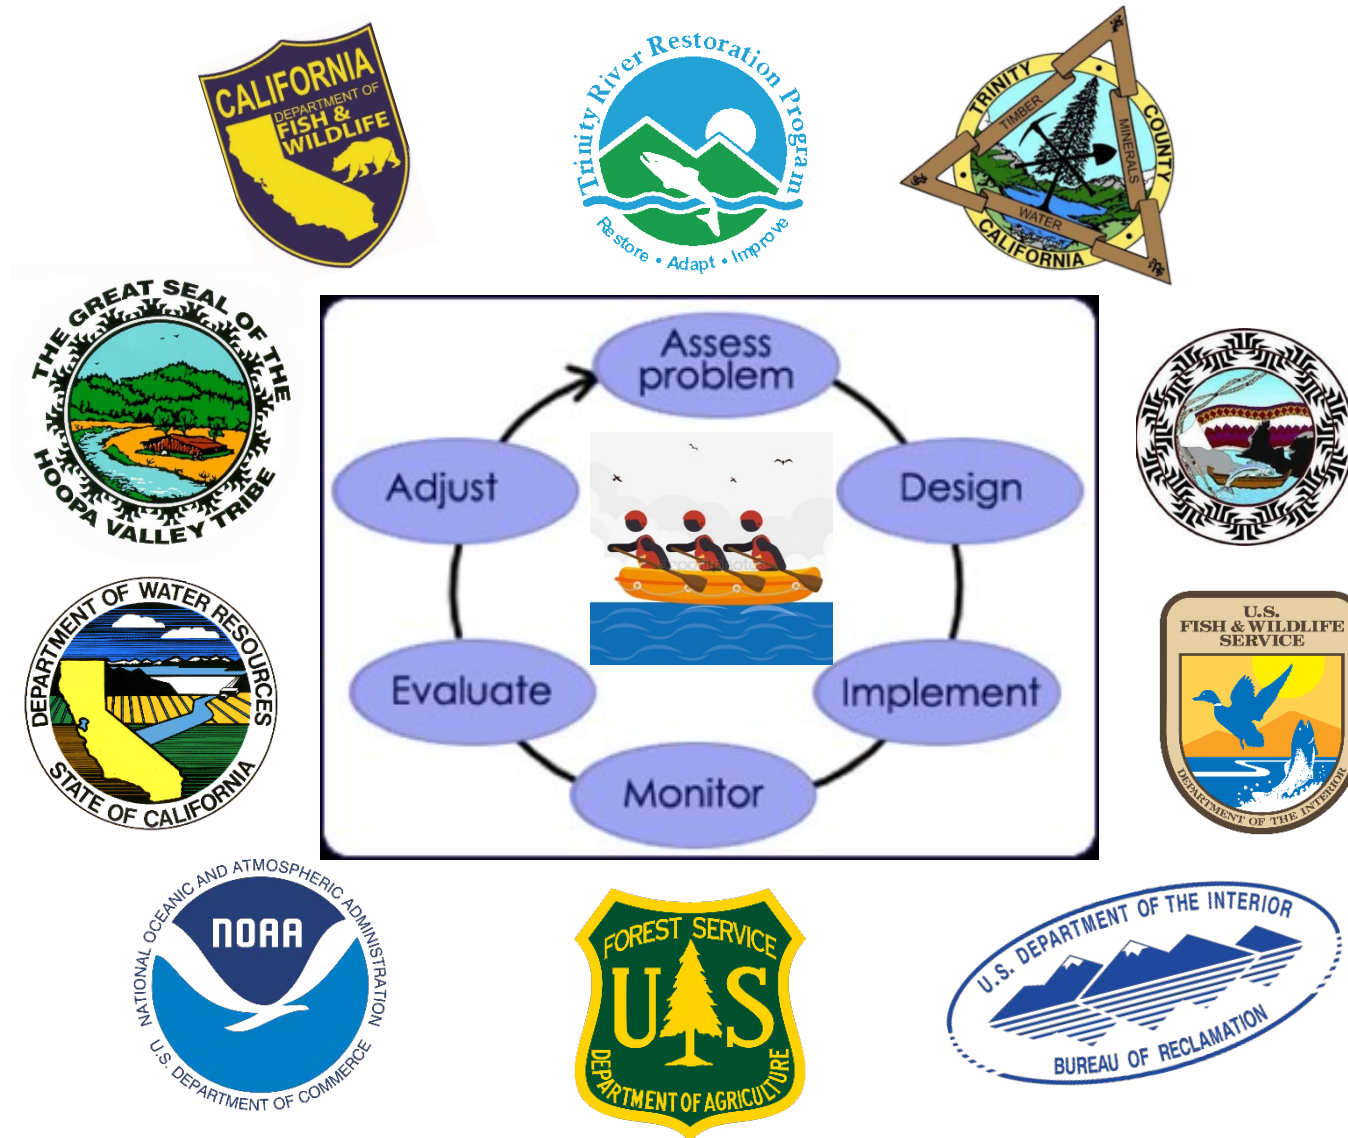 CALIFORNIA
DEPARTMENT OF
FISH &
WILDLIFE
Trinity River Restoration Program
Restore • Adapt • Improve
TRINITY COUNTY
CALIFORNIA
TIMBER
MINERALS
WATER
THE GREAT SEAL OF THE
HOOPA VALLEY TRIBE
Assess
problem
Adjust
Design
Evaluate
Implement
Monitor
DEPARTMENT OF WATER RESOURCES
STATE OF CALIFORNIA
U.S.
FISH & WILDLIFE
SERVICE
DEPARTMENT OF THE INTERIOR
NATIONAL OCEANIC AND ATMOSPHERIC ADMINISTRATION
NOAA
U.S. DEPARTMENT OF COMMERCE
FOREST SERVICE
U S
DEPARTMENT OF AGRICULTURE
U.S. DEPARTMENT OF THE INTERIOR
BUREAU OF RECLAMATION